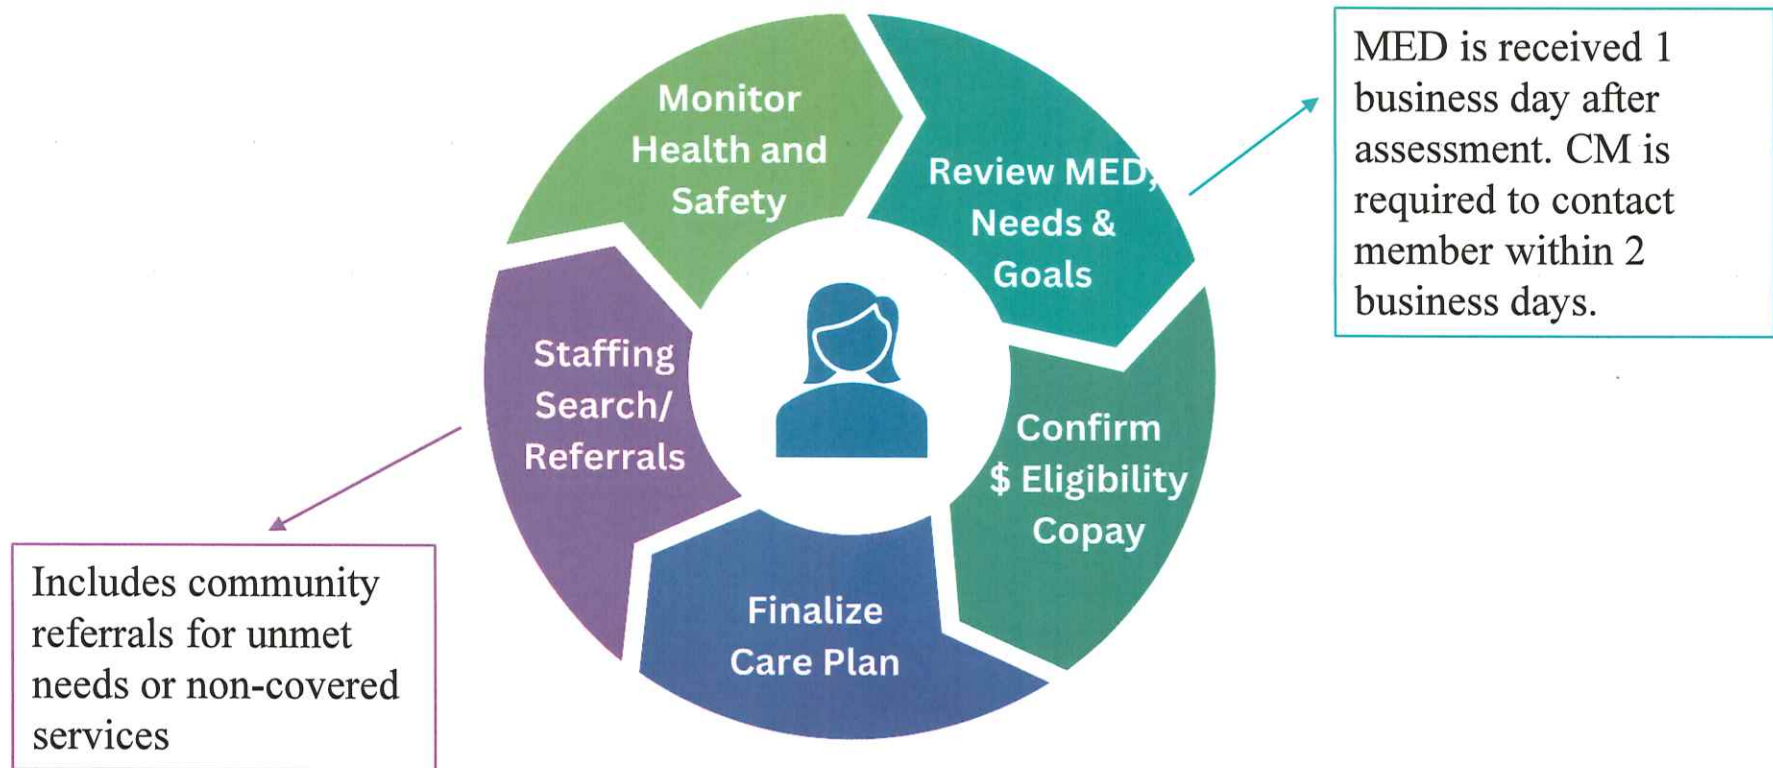 Monitor
Health and
Safety
Review MED,
Needs &
Goals
MED is received 1
business day after
assessment. CM is
required to contact
member within 2
business days.
Confirm
$ Eligibility
Copay
Finalize
Care Plan
Staffing
Search/
Referrals
Includes community
referrals for unmet
needs or non-covered
services